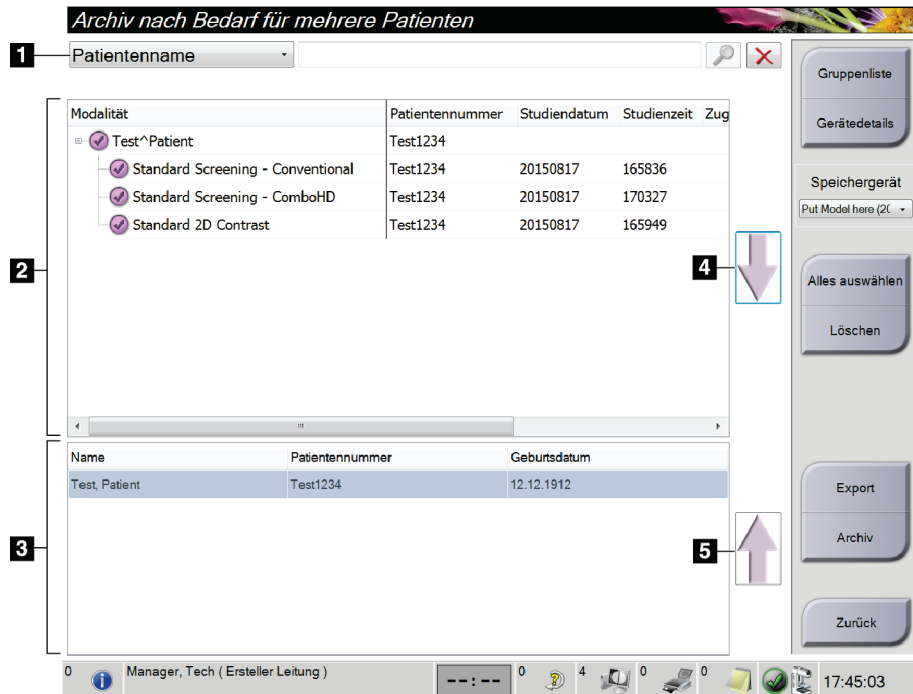 Archiv nach Bedarf für mehrere Patienten
1
Patientenname
Gruppenliste
Gerätedetails
Speichergerät
Put Model here (2(
Alles auswählen
Löschen
Export
Archiv
Zurück
2
Modalität Patientennummer Studiendatum Studienzeit Zug
Test^Patient Test1234
Standard Screening - Conventional Test1234 20150817 165836
Standard Screening - ComboHD Test1234 20150817 170327
Standard 2D Contrast Test1234 20150817 165949
4
3
Name Patientennummer Geburtsdatum
Test, Patient Test1234 12.12.1912
5
0 Manager, Tech ( Ersteller Leitung ) --:-- 0 4 0 0 17:45:03